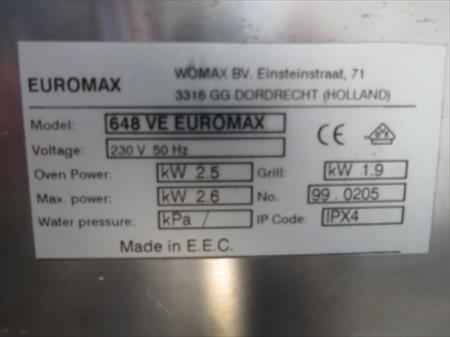 WOMAX BV. Einsteinstraat, 71
EUROMAX
3316 GG DORDRECHT (HOLLAND)
Model: 648 VE EUROMAX
CE
Voltage: 230 V 50 Hz
Oven Power: kW 2.5 Grill: kW 1.9
Max. power: kW 2.6 No. 99.0205
Water pressure: kPa / IP Code: IPX4
Made in E.E.C.